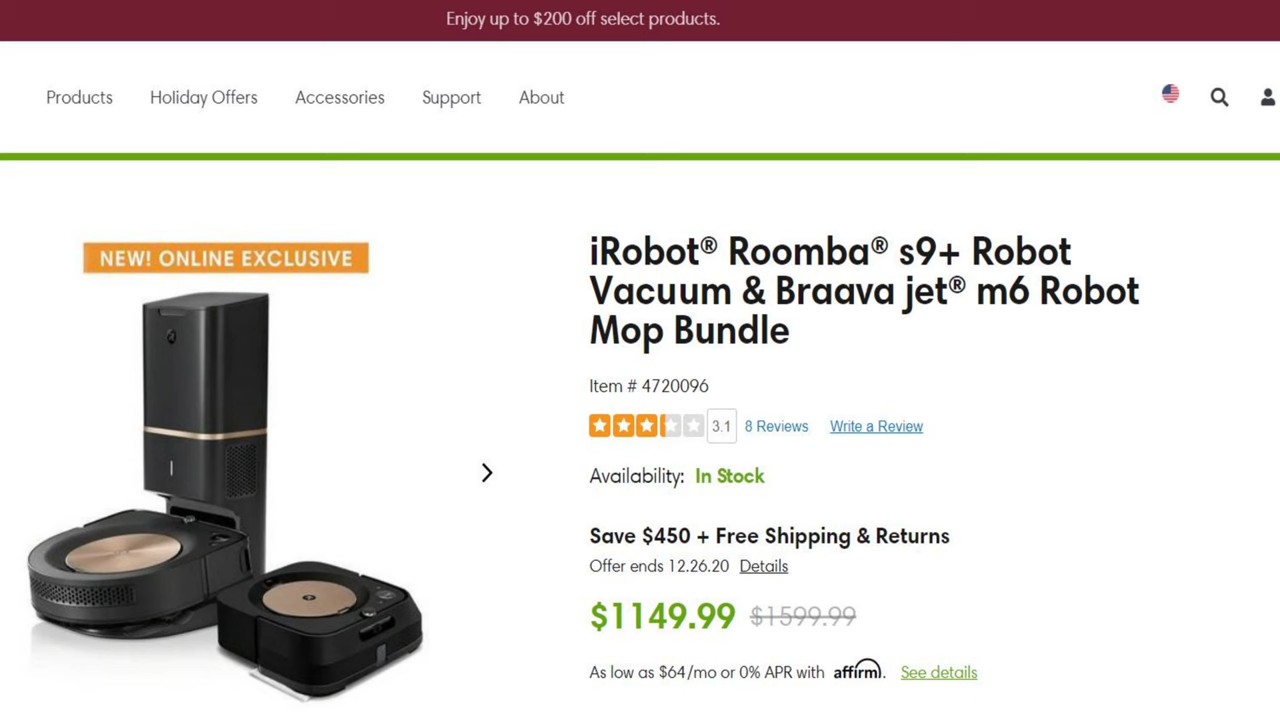 Enjoy up to $200 off select products.
Products Holiday Offers Accessories Support About
NEW! ONLINE EXCLUSIVE
iRobot® Roomba® s9+ Robot
Vacuum & Braava jet® m6 Robot
Mop Bundle
Item # 4720096
3.1 8 Reviews Write a Review
Availability: In Stock
Save $450 + Free Shipping & Returns
Offer ends 12.26.20 Details
$1149.99 $1599.99
As low as $64/mo or 0% APR with affirm. See details